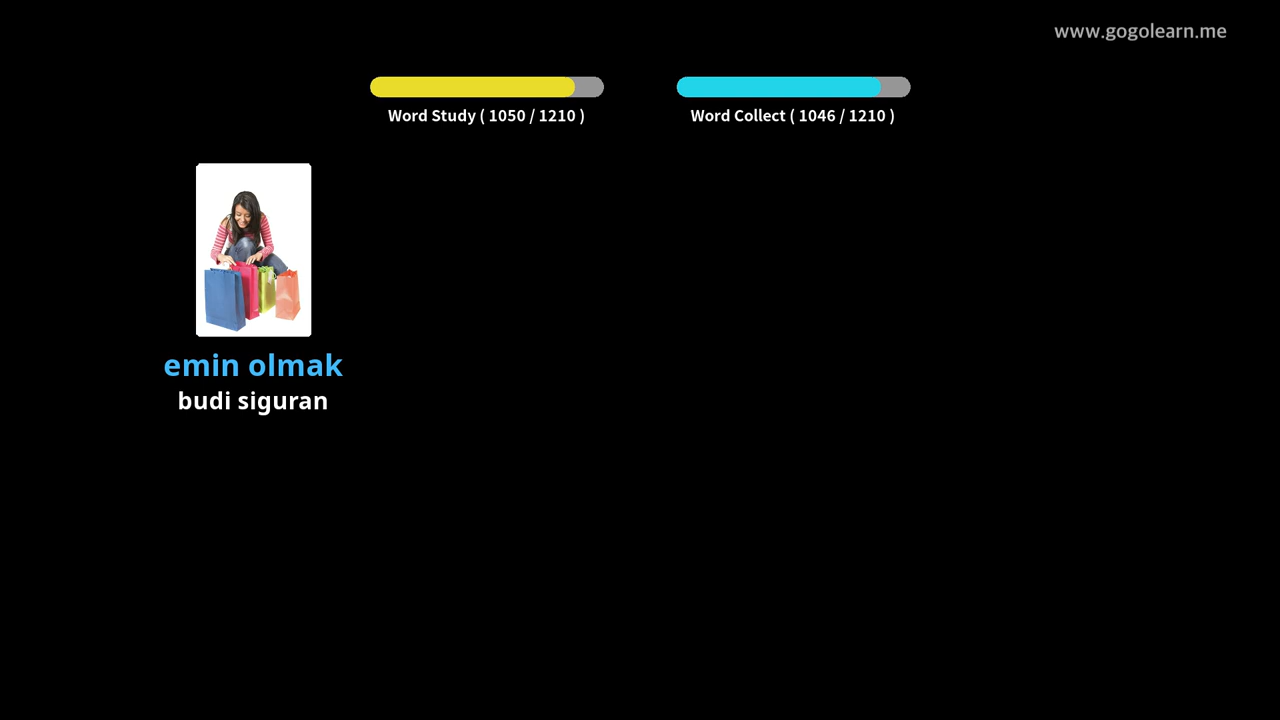 www.gogolearn.me
Word Study ( 1050 / 1210 )
Word Collect ( 1046 / 1210 )
emin olmak
budi siguran